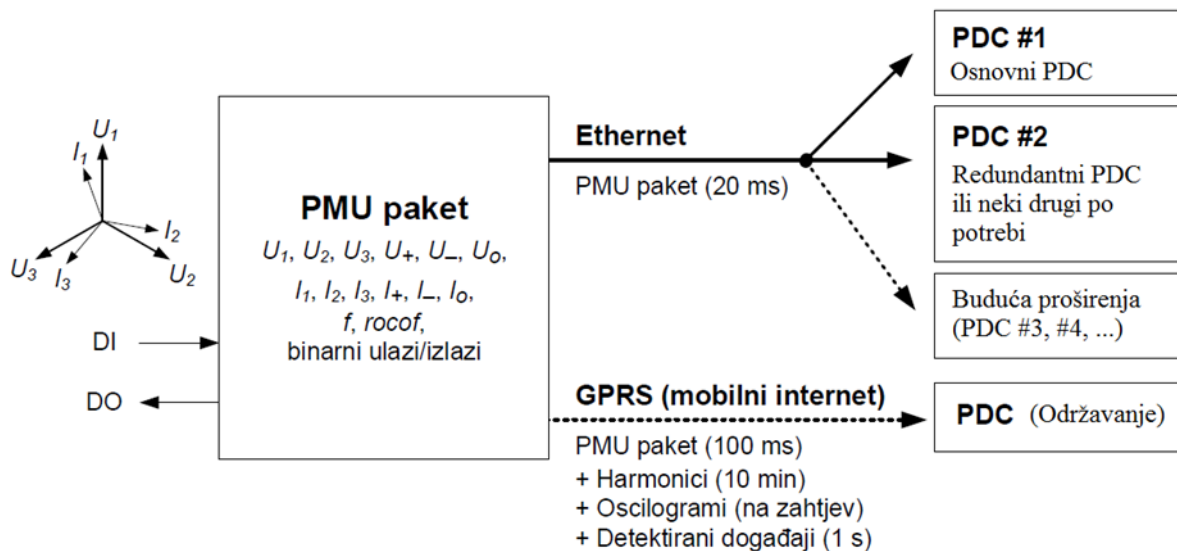 U1
I1
I2
U3
I3
U2
DI
DO
PMU paket
U1, U2, U3, U+, U–, Uo,
I1, I2, I3, I+, I–, Io,
f, rocof,
binarni ulazi/izlazi
Ethernet
PMU paket (20 ms)
GPRS (mobilni internet)
PMU paket (100 ms)
+ Harmonici (10 min)
+ Oscilogrami (na zahtjev)
+ Detektirani događaji (1 s)
PDC #1
Osnovni PDC
PDC #2
Redundantni PDC
ili neki drugi po
potrebi
Buduća proširenja
(PDC #3, #4, ...)
PDC (Održavanje)